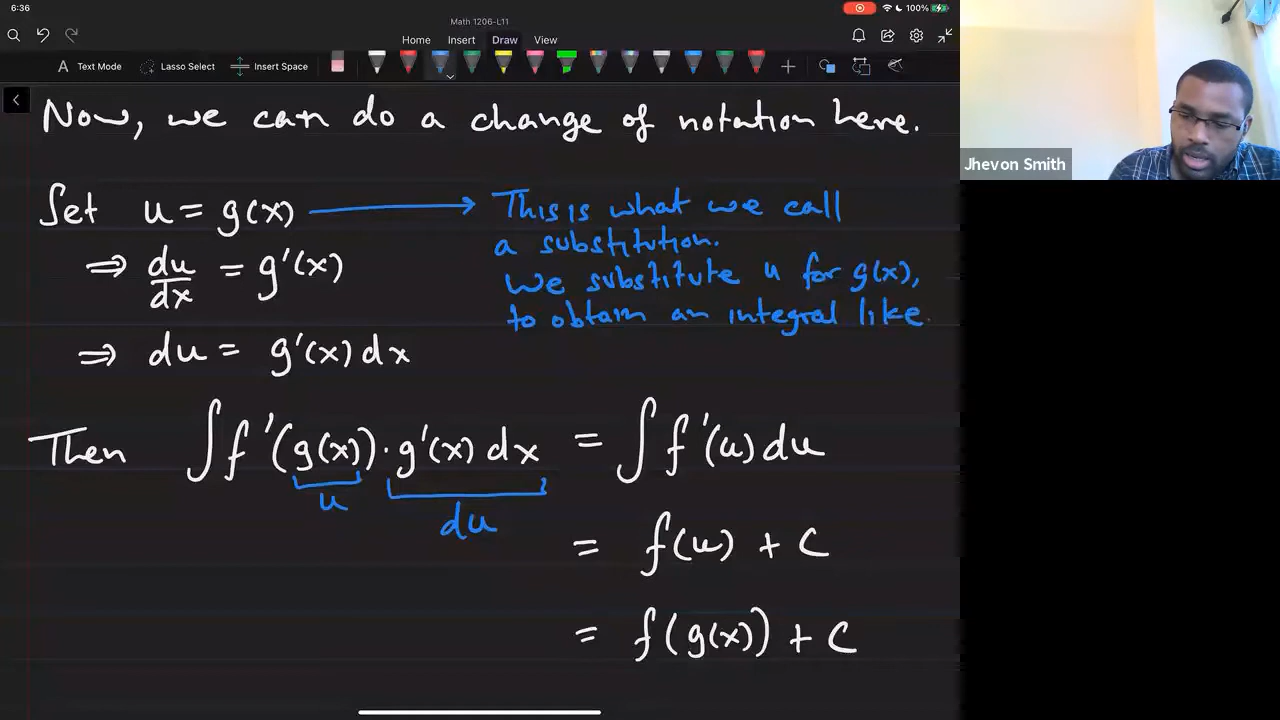 6:36
100%
Math 1206-L11
Home Insert Draw View
Text Mode Lasso Select Insert Space
Jhevon Smith
Now, we can do a change of notation here.
Set u = g(x)
This is what we call
a substitution.
We substitute u for g(x),
to obtain an integral like
⇒ du/dx = g'(x)
⇒ du = g'(x) dx
Then ∫f'(g(x))·g'(x) dx = ∫f'(u) du
u
du
= f(u) + C
= f(g(x)) + C